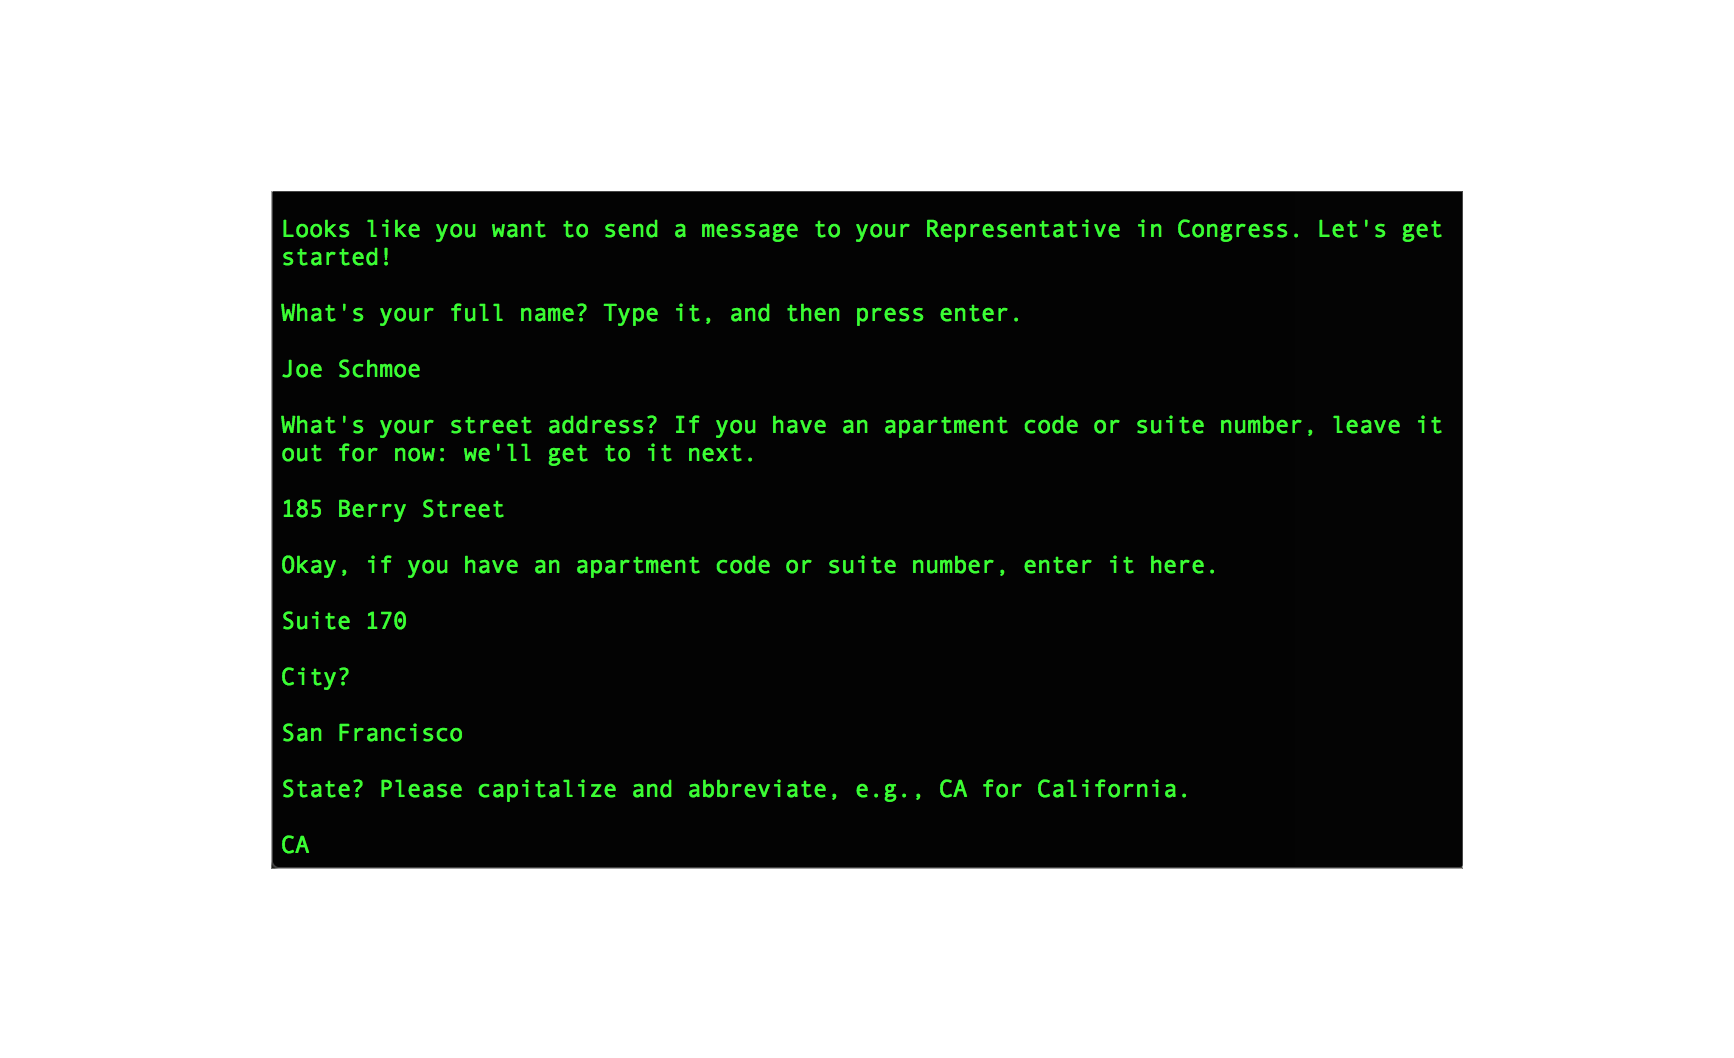 Looks like you want to send a message to your Representative in Congress. Let's get
started!
What's your full name? Type it, and then press enter.
Joe Schmoe
What's your street address? If you have an apartment code or suite number, leave it
out for now: we'll get to it next.
185 Berry Street
Okay, if you have an apartment code or suite number, enter it here.
Suite 170
City?
San Francisco
State? Please capitalize and abbreviate, e.g., CA for California.
CA